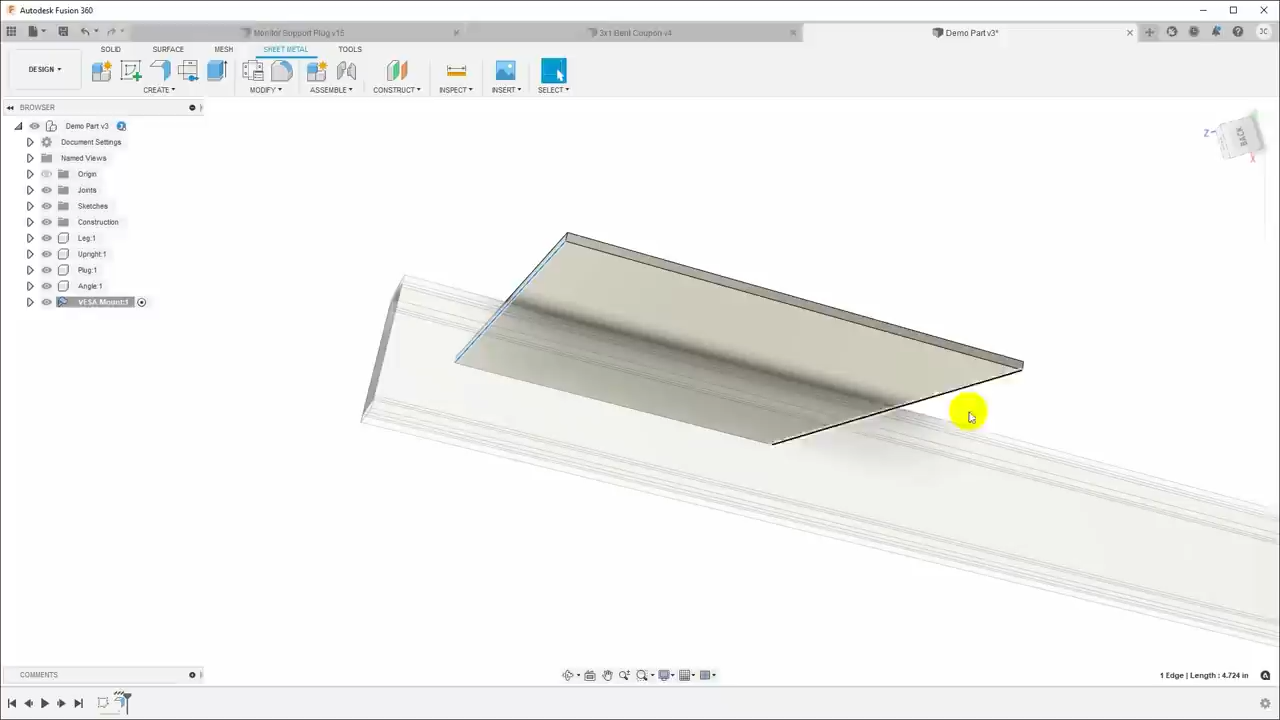 Autodesk Fusion 360
Monitor Support Plug v15
3x1 Bent Coupon v4
Demo Part v3*
JC
SOLID SURFACE MESH SHEET METAL TOOLS
DESIGN
CREATE MODIFY ASSEMBLE CONSTRUCT INSPECT INSERT SELECT
BROWSER
Demo Part v3
Document Settings
Named Views
Origin
Joints
Sketches
Construction
Leg:1
Upright:1
Plug:1
Angle:1
VESA Mount:1
Z
BACK
X
COMMENTS
1 Edge | Length : 4.724 in